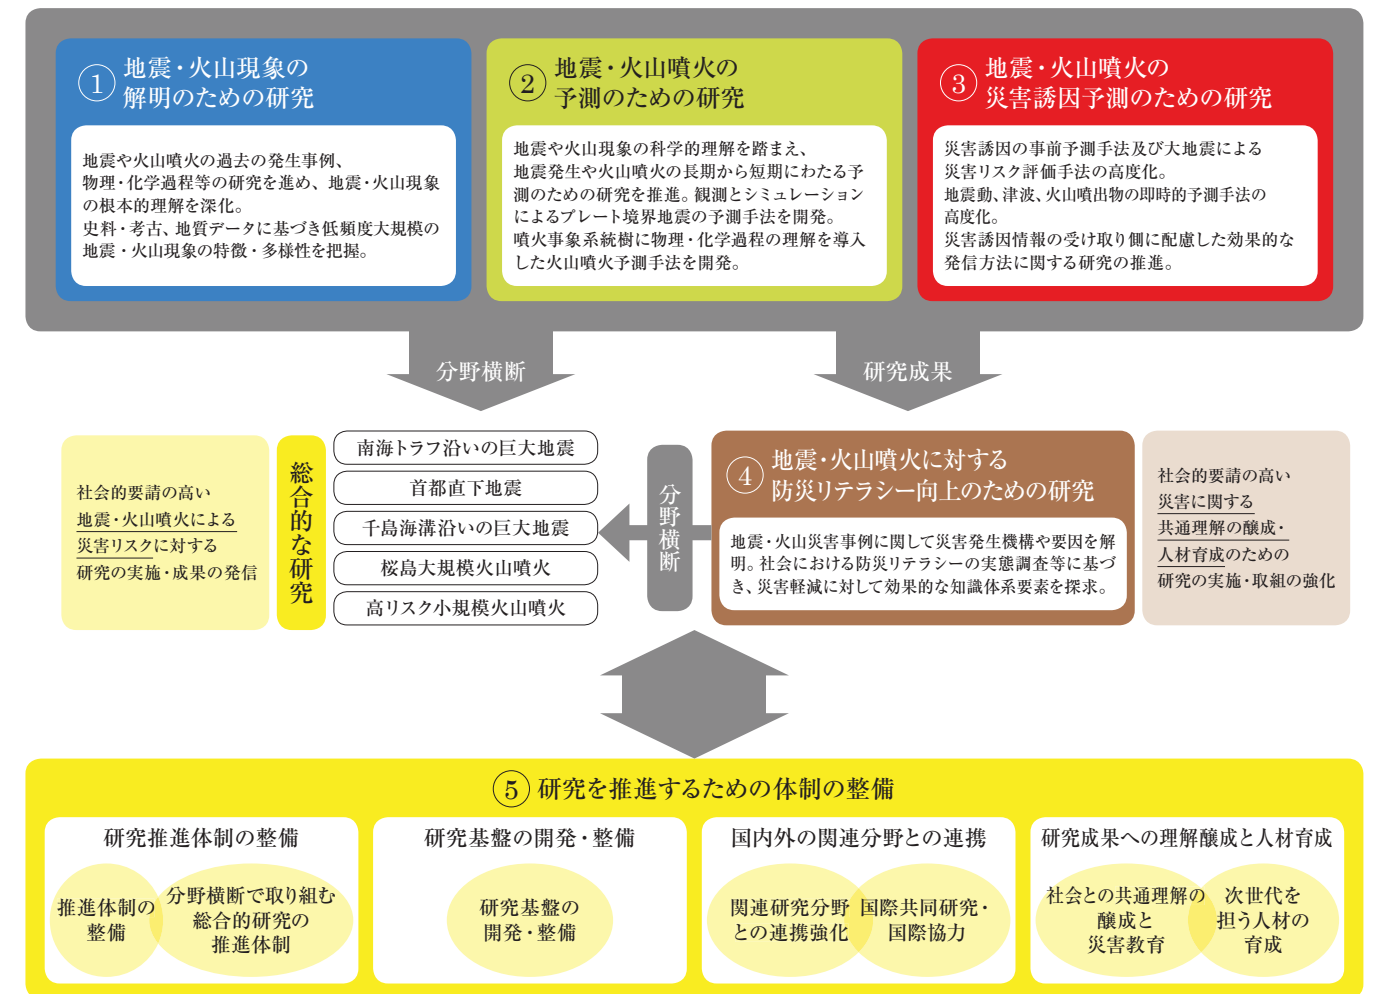 ① 地震・火山現象の
解明のための研究
地震や火山噴火の過去の発生事例、
物理・化学過程等の研究を進め、地震・火山現象
の根本的理解を深化。
史料・考古、地質データに基づき低頻度大規模の
地震・火山現象の特徴・多様性を把握。
② 地震・火山噴火の
予測のための研究
地震や火山現象の科学的理解を踏まえ、
地震発生や火山噴火の長期から短期にわたる予
測のための研究を推進。観測とシミュレーション
によるプレート境界地震の予測手法を開発。
噴火事象系統樹に物理・化学過程の理解を導入
した火山噴火予測手法を開発。
③ 地震・火山噴火の
災害誘因予測のための研究
災害誘因の事前予測手法及び大地震による
災害リスク評価手法の高度化。
地震動、津波、火山噴出物の即時的予測手法の
高度化。
災害誘因情報の受け取り側に配慮した効果的な
発信方法に関する研究の推進。
分野横断
研究成果
社会的要請の高い
地震・火山噴火による
災害リスクに対する
研究の実施・成果の発信
総合的な研究
南海トラフ沿いの巨大地震
首都直下地震
千島海溝沿いの巨大地震
桜島大規模火山噴火
高リスク小規模火山噴火
分野横断
④ 地震・火山噴火に対する
防災リテラシー向上のための研究
地震・火山災害事例に関して災害発生機構や要因を解
明。社会における防災リテラシーの実態調査等に基づ
き、災害軽減に対して効果的な知識体系要素を探求。
社会的要請の高い
災害に関する
共通理解の醸成・
人材育成のための
研究の実施・取組の強化
⑤ 研究を推進するための体制の整備
研究推進体制の整備
推進体制の
整備
分野横断で取り組む
総合的研究の
推進体制
研究基盤の開発・整備
研究基盤の
開発・整備
国内外の関連分野との連携
関連研究分野
との連携強化
国際共同研究・
国際協力
研究成果への理解醸成と人材育成
社会との共通理解の
醸成と
災害教育
次世代を
担う人材の
育成